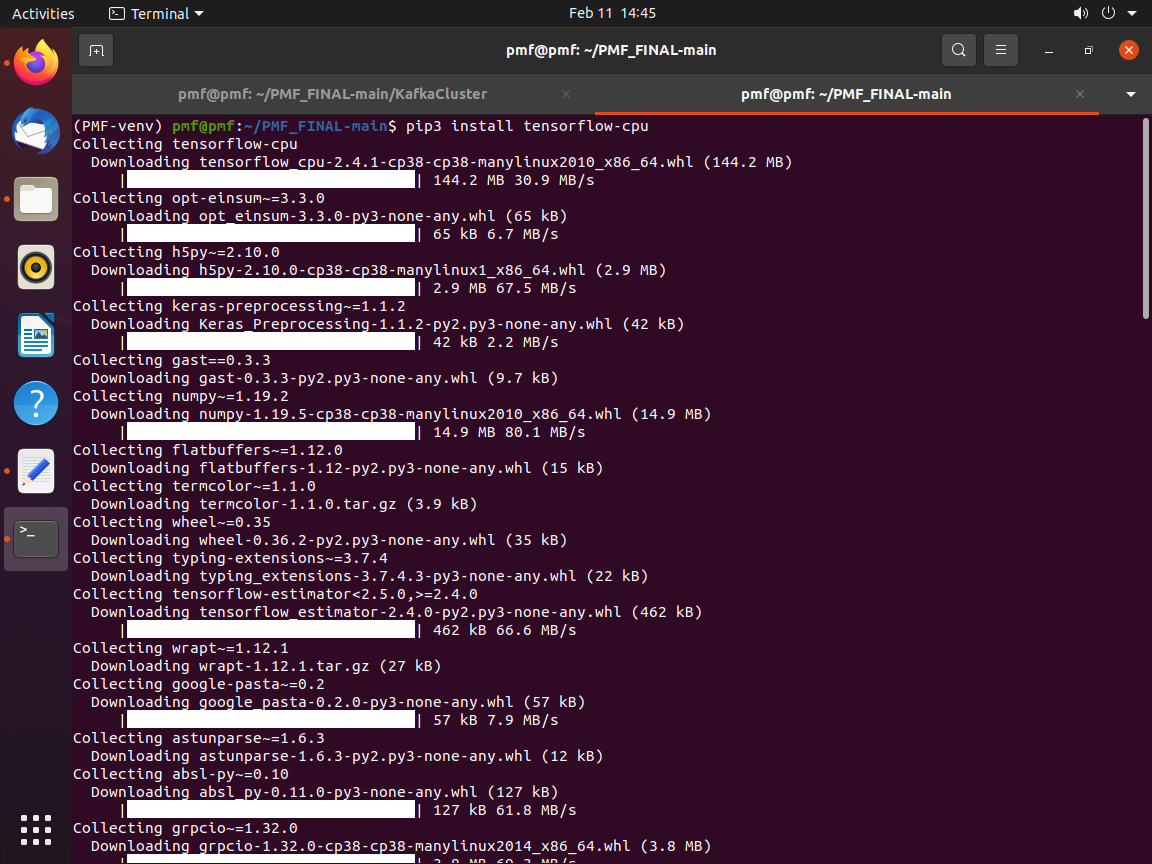 Activities Terminal Feb 11 14:45
pmf@pmf: ~/PMF_FINAL-main
pmf@pmf: ~/PMF_FINAL-main/KafkaCluster × pmf@pmf: ~/PMF_FINAL-main ×
(PMF-venv) pmf@pmf:~/PMF_FINAL-main$ pip3 install tensorflow-cpu
Collecting tensorflow-cpu
Downloading tensorflow_cpu-2.4.1-cp38-cp38-manylinux2010_x86_64.whl (144.2 MB)
| | 144.2 MB 30.9 MB/s
Collecting opt-einsum~=3.3.0
Downloading opt_einsum-3.3.0-py3-none-any.whl (65 kB)
| | 65 kB 6.7 MB/s
Collecting h5py~=2.10.0
Downloading h5py-2.10.0-cp38-cp38-manylinux1_x86_64.whl (2.9 MB)
| | 2.9 MB 67.5 MB/s
Collecting keras-preprocessing~=1.1.2
Downloading Keras_Preprocessing-1.1.2-py2.py3-none-any.whl (42 kB)
| | 42 kB 2.2 MB/s
Collecting gast==0.3.3
Downloading gast-0.3.3-py2.py3-none-any.whl (9.7 kB)
Collecting numpy~=1.19.2
Downloading numpy-1.19.5-cp38-cp38-manylinux2010_x86_64.whl (14.9 MB)
| | 14.9 MB 80.1 MB/s
Collecting flatbuffers~=1.12.0
Downloading flatbuffers-1.12-py2.py3-none-any.whl (15 kB)
Collecting termcolor~=1.1.0
Downloading termcolor-1.1.0.tar.gz (3.9 kB)
Collecting wheel~=0.35
Downloading wheel-0.36.2-py2.py3-none-any.whl (35 kB)
Collecting typing-extensions~=3.7.4
Downloading typing_extensions-3.7.4.3-py3-none-any.whl (22 kB)
Collecting tensorflow-estimator<2.5.0,>=2.4.0
Downloading tensorflow_estimator-2.4.0-py2.py3-none-any.whl (462 kB)
| | 462 kB 66.6 MB/s
Collecting wrapt~=1.12.1
Downloading wrapt-1.12.1.tar.gz (27 kB)
Collecting google-pasta~=0.2
Downloading google_pasta-0.2.0-py3-none-any.whl (57 kB)
| | 57 kB 7.9 MB/s
Collecting astunparse~=1.6.3
Downloading astunparse-1.6.3-py2.py3-none-any.whl (12 kB)
Collecting absl-py~=0.10
Downloading absl_py-0.11.0-py3-none-any.whl (127 kB)
| | 127 kB 61.8 MB/s
Collecting grpcio~=1.32.0
Downloading grpcio-1.32.0-cp38-cp38-manylinux2014_x86_64.whl (3.8 MB)